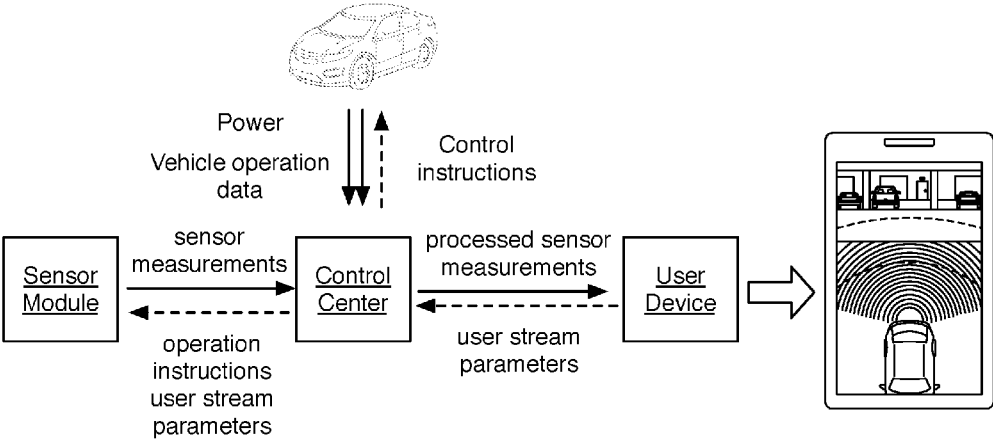 Power
Vehicle operation
data
Control
instructions
Sensor
Module
sensor
measurements
operation
instructions
user stream
parameters
Control
Center
processed sensor
measurements
user stream
parameters
User
Device